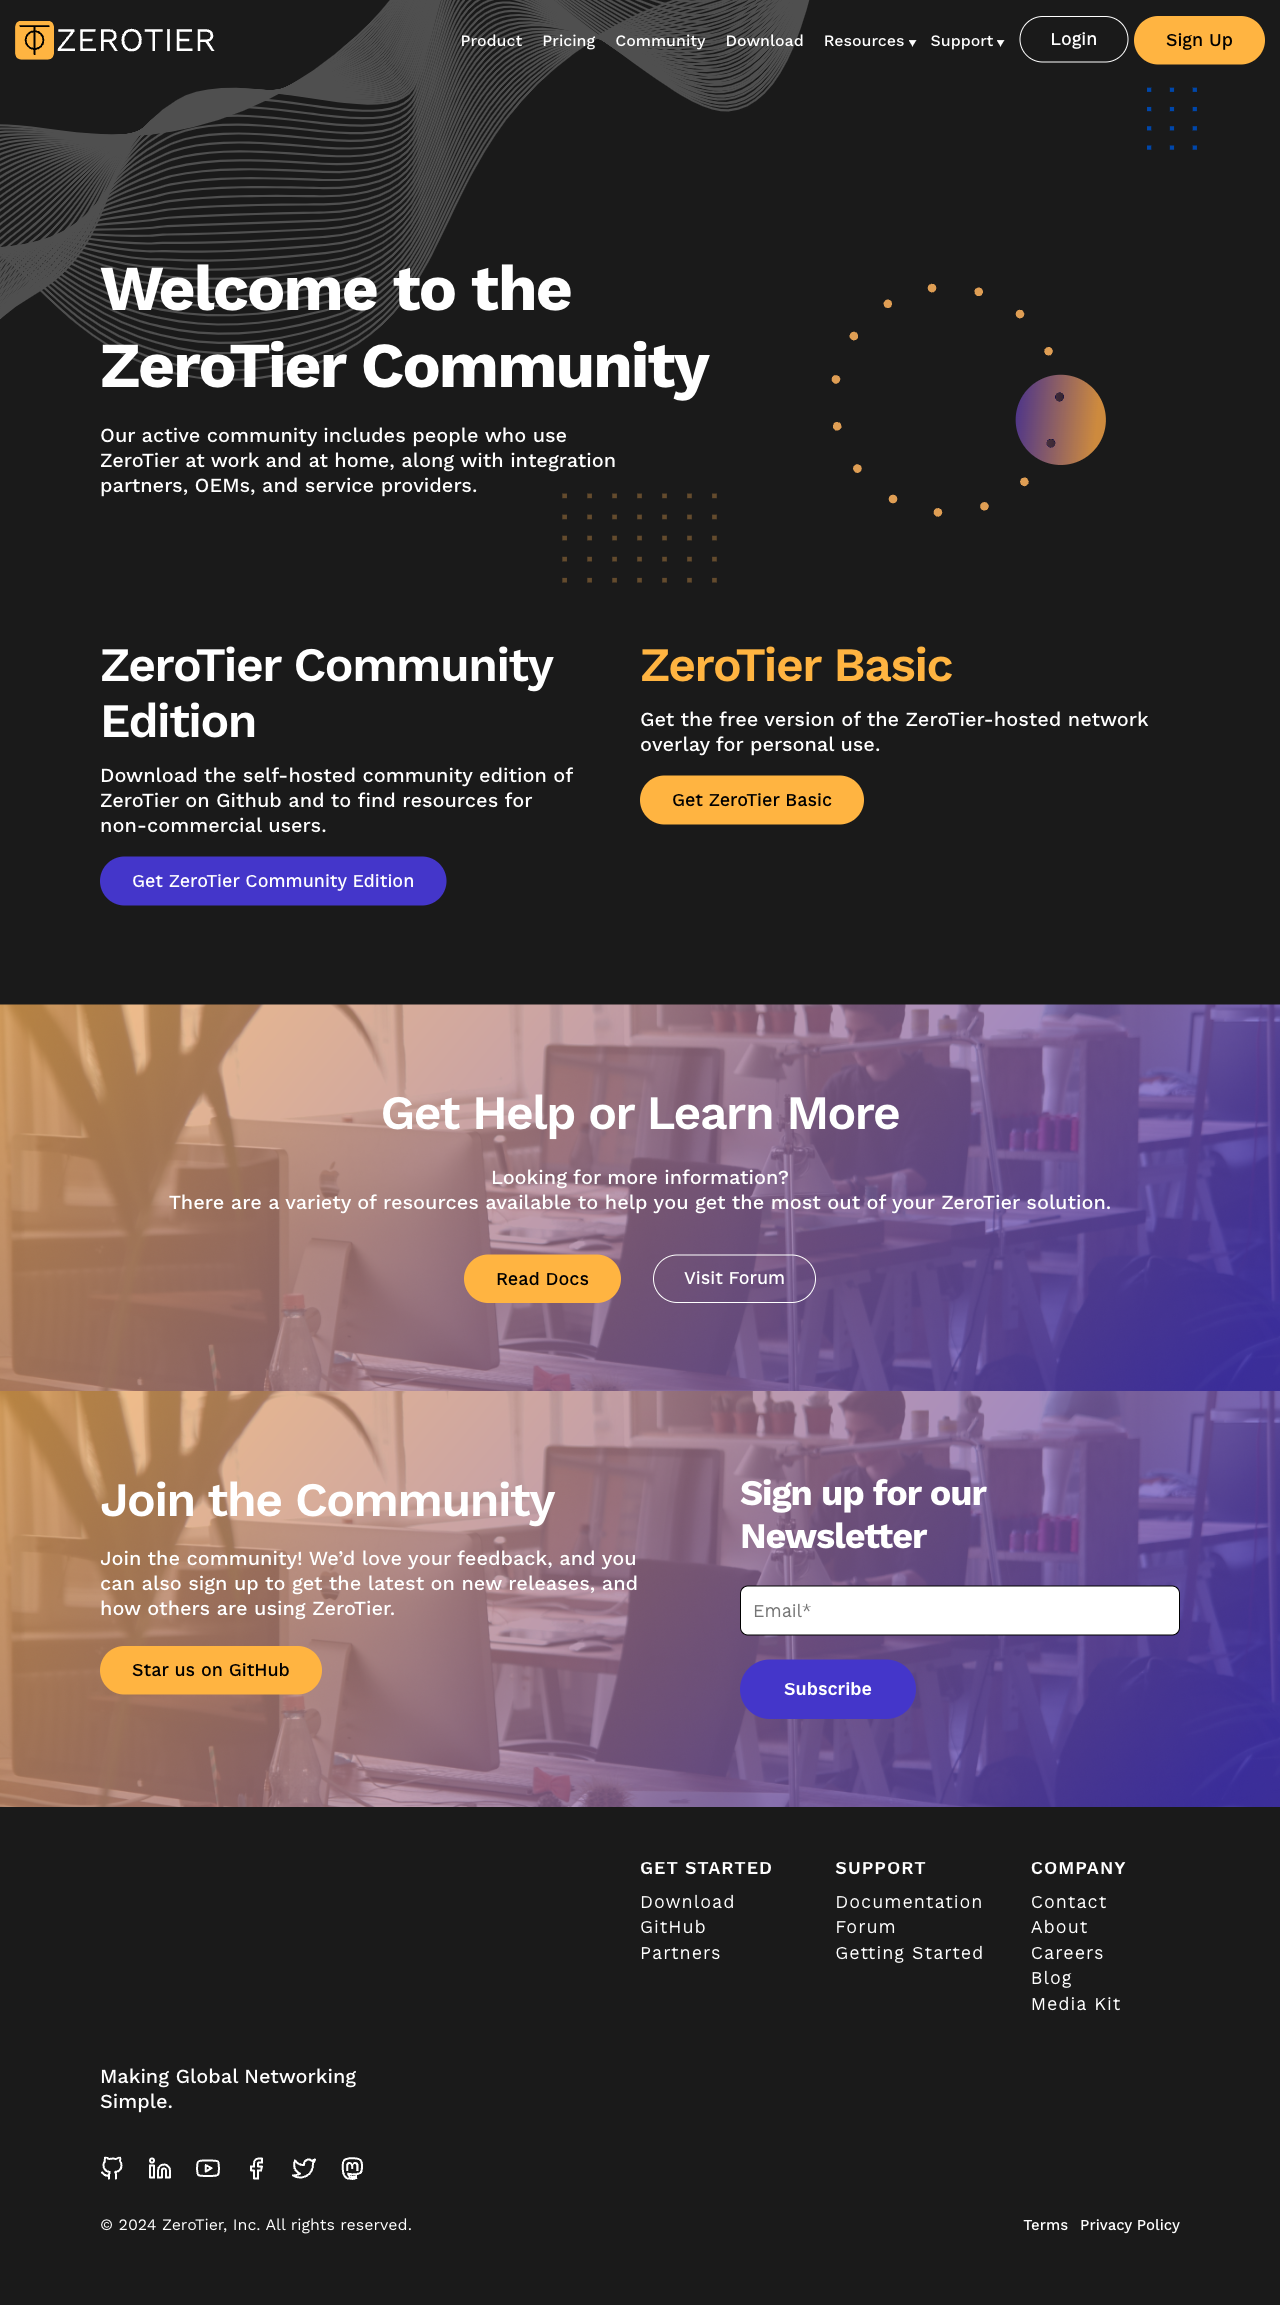 ZEROTIER
Product Pricing Community Download Resources ▾ Support ▾ Login Sign Up
Welcome to the
ZeroTier Community
Our active community includes people who use
ZeroTier at work and at home, along with integration
partners, OEMs, and service providers.
ZeroTier Community
Edition
Download the self-hosted community edition of
ZeroTier on Github and to find resources for
non-commercial users.
Get ZeroTier Community Edition
ZeroTier Basic
Get the free version of the ZeroTier-hosted network
overlay for personal use.
Get ZeroTier Basic
Get Help or Learn More
Looking for more information?
There are a variety of resources available to help you get the most out of your ZeroTier solution.
Read Docs
Visit Forum
Join the Community
Join the community! We’d love your feedback, and you
can also sign up to get the latest on new releases, and
how others are using ZeroTier.
Star us on GitHub
Sign up for our
Newsletter
Email*
Subscribe
GET STARTED
Download
GitHub
Partners
SUPPORT
Documentation
Forum
Getting Started
COMPANY
Contact
About
Careers
Blog
Media Kit
Making Global Networking
Simple.
© 2024 ZeroTier, Inc. All rights reserved.
Terms Privacy Policy